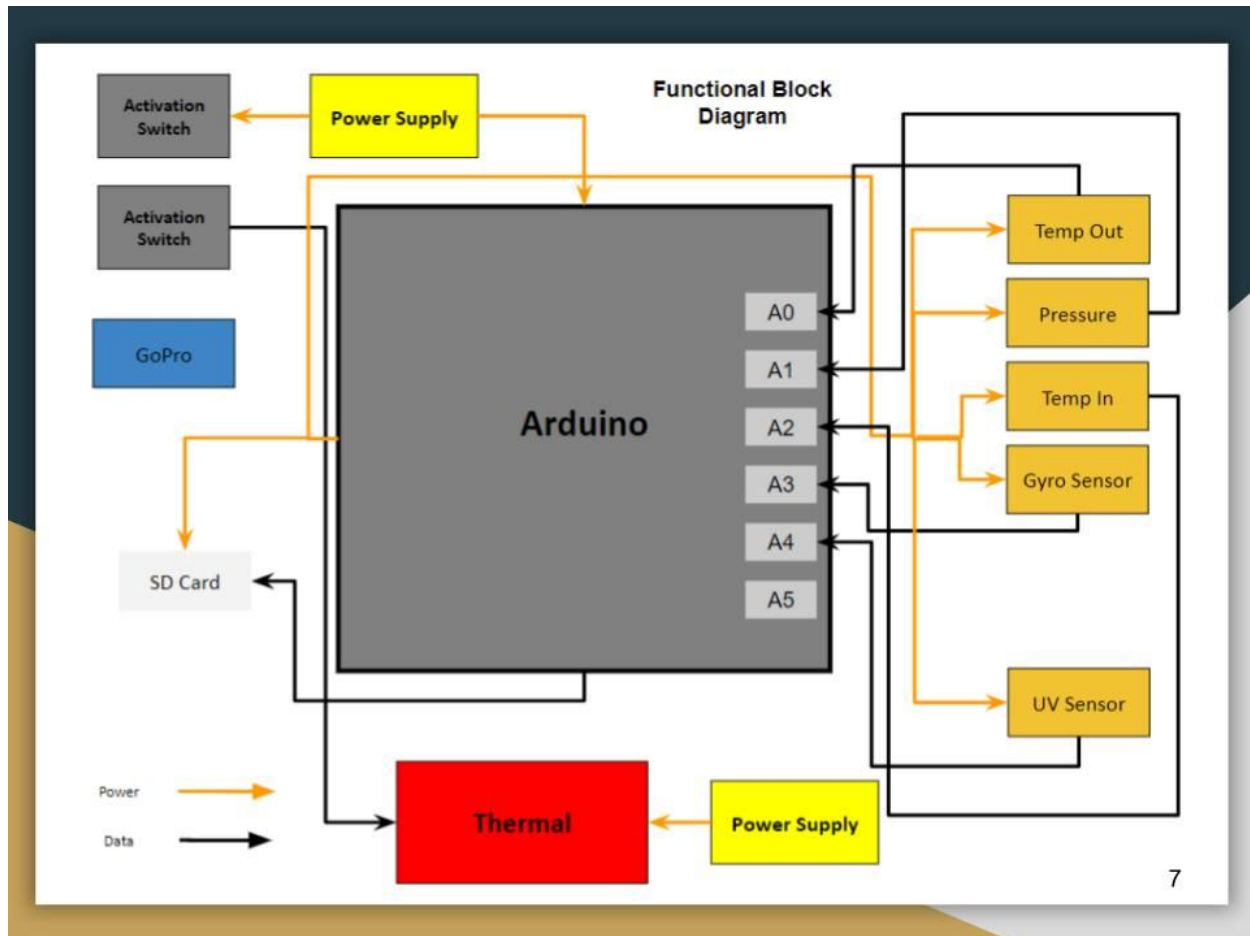 Functional Block
Diagram
Activation
Switch
Power Supply
Activation
Switch
GoPro
SD Card
Arduino
A0
A1
A2
A3
A4
A5
Temp Out
Pressure
Temp In
Gyro Sensor
UV Sensor
Thermal
Power Supply
Power
Data
7